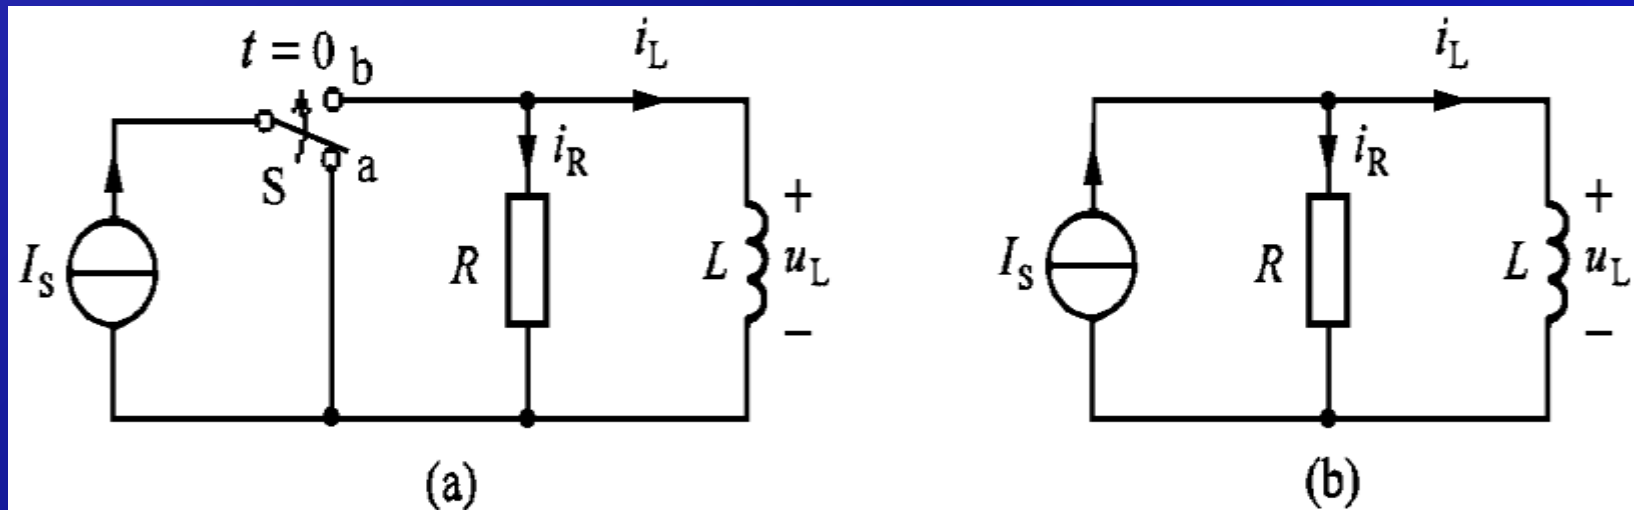 t = 0
b
a
S
I_S
i_R
R
i_L
L
+
u_L
−
(a)
I_S
i_R
R
i_L
L
+
u_L
−
(b)